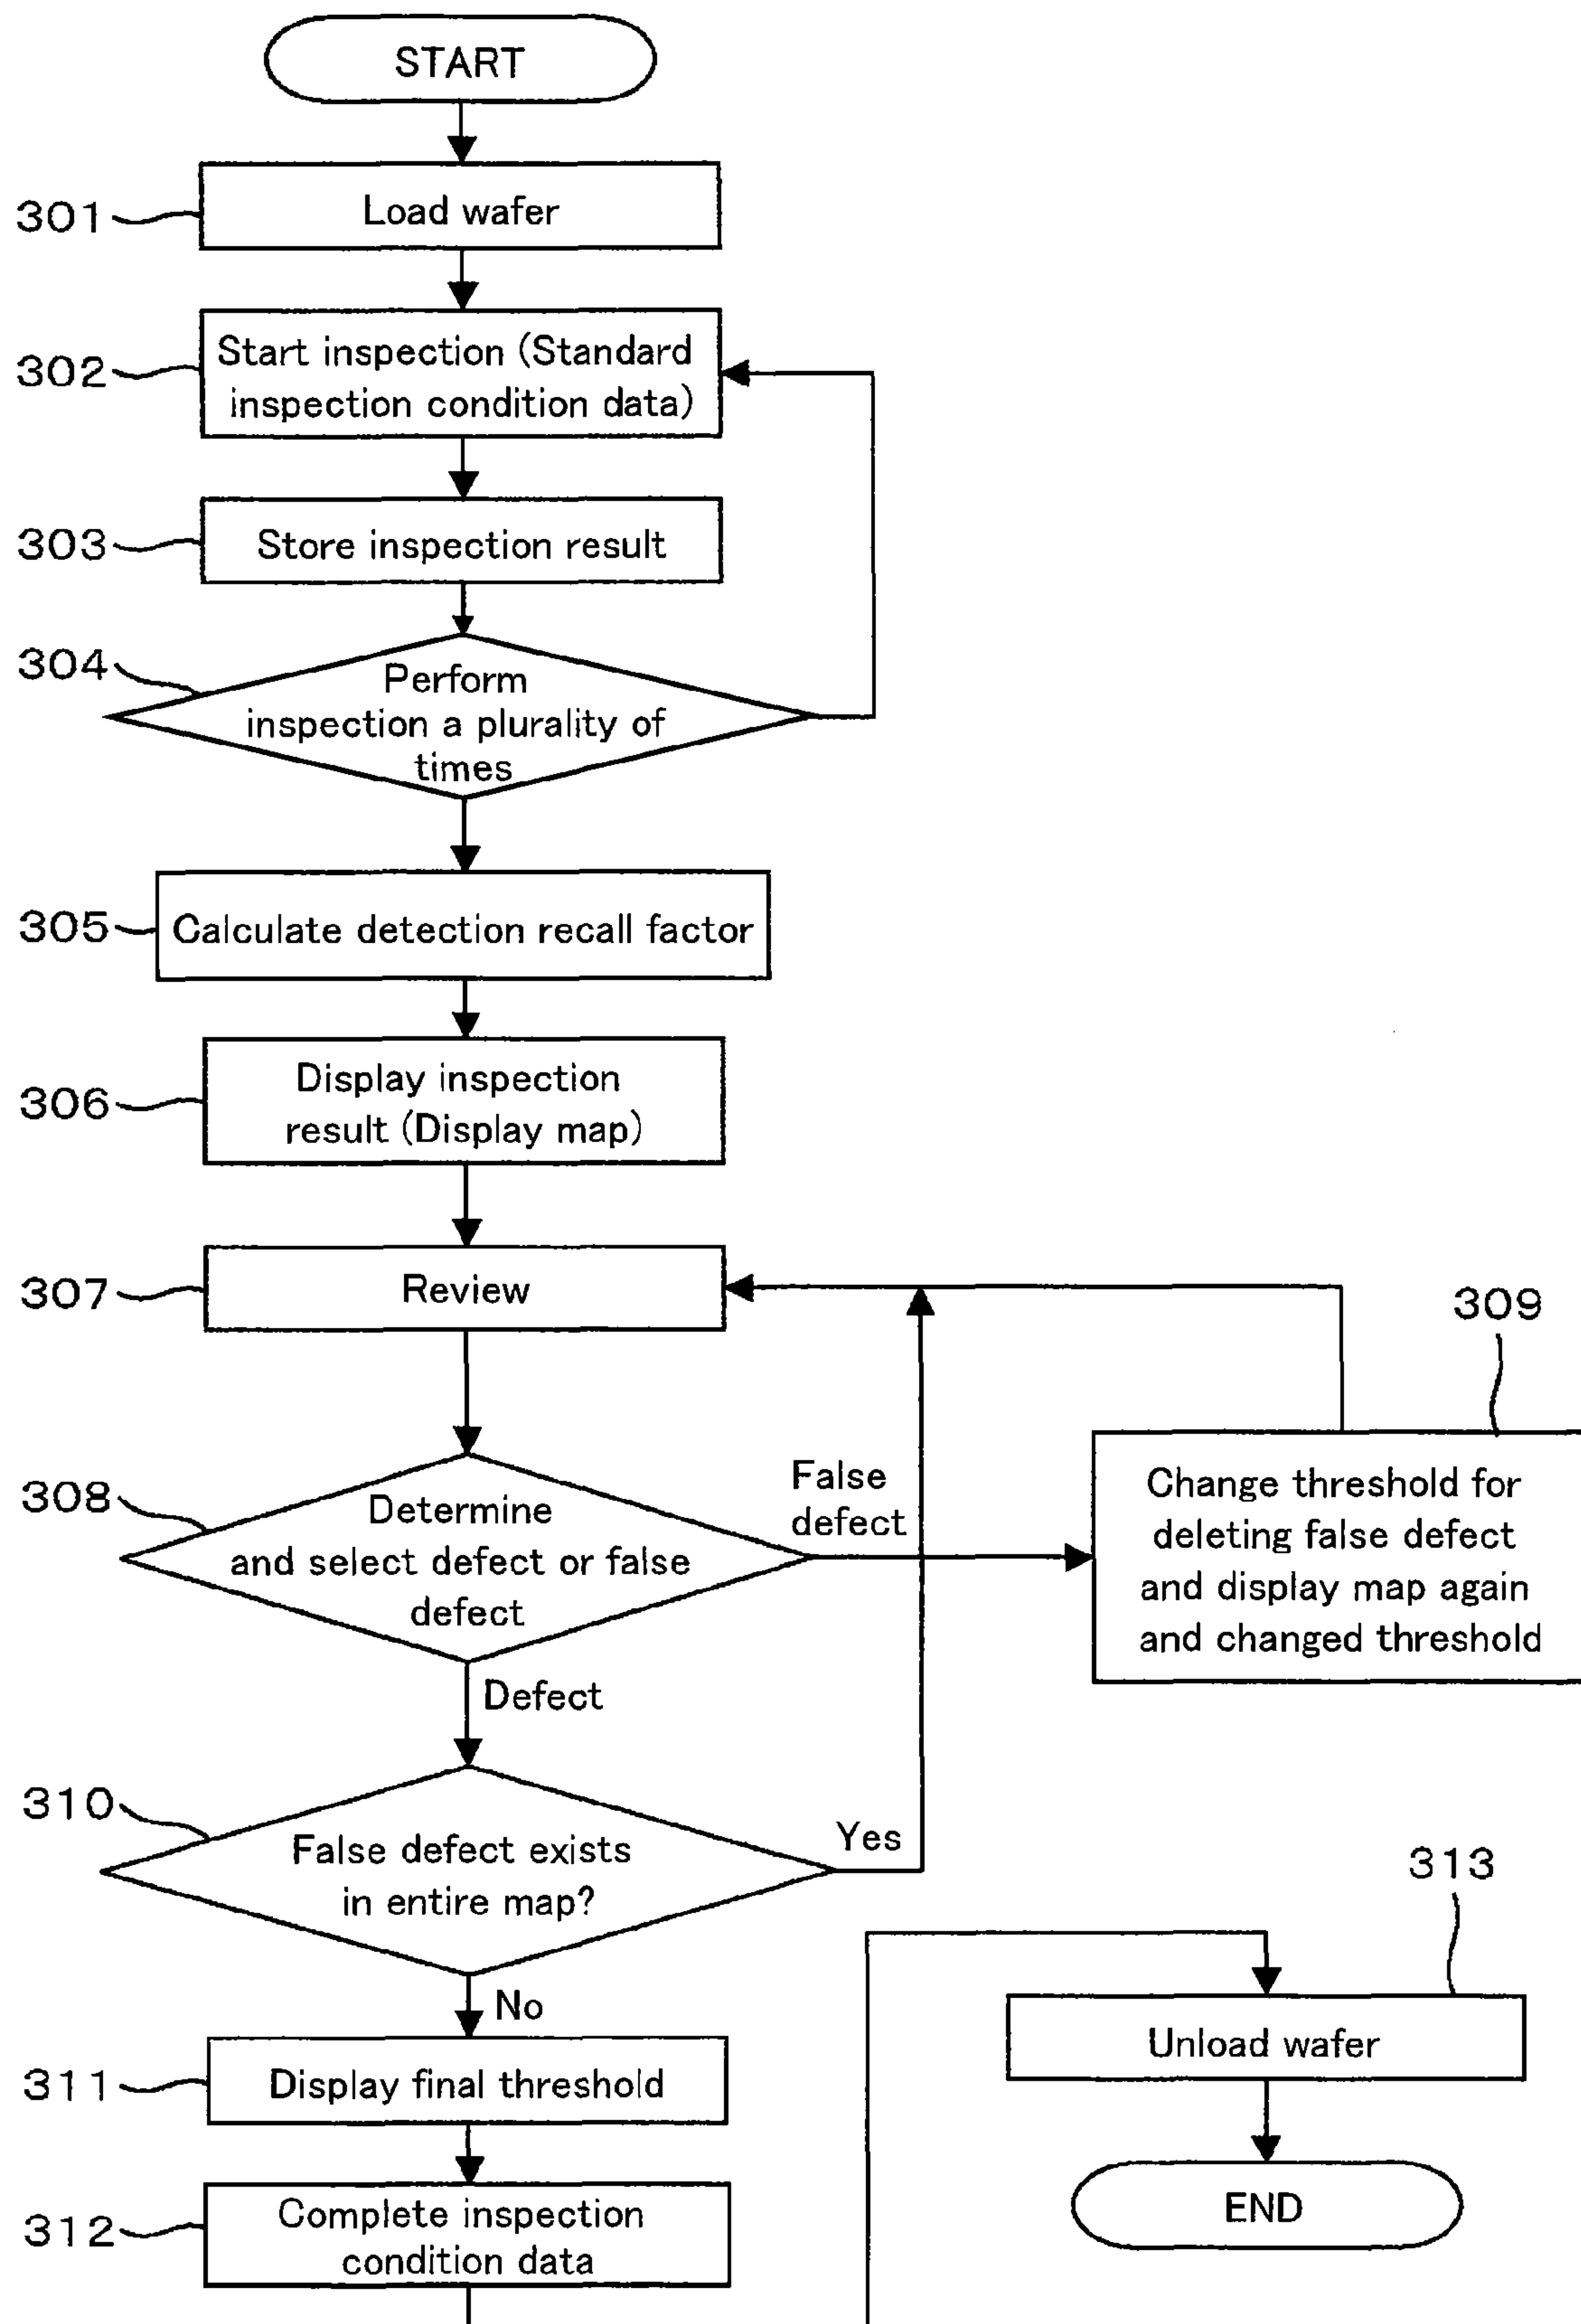 START
301
Load wafer
302
Start inspection (Standard
inspection condition data)
303
Store inspection result
304
Perform
inspection a plurality of
times
305
Calculate detection recall factor
306
Display inspection
result (Display map)
307
Review
308
Determine
and select defect or false
defect
False
defect
309
Change threshold for
deleting false defect
and display map again
and changed threshold
Defect
310
False defect exists
in entire map?
Yes
No
311
Display final threshold
312
Complete inspection
condition data
313
Unload wafer
END